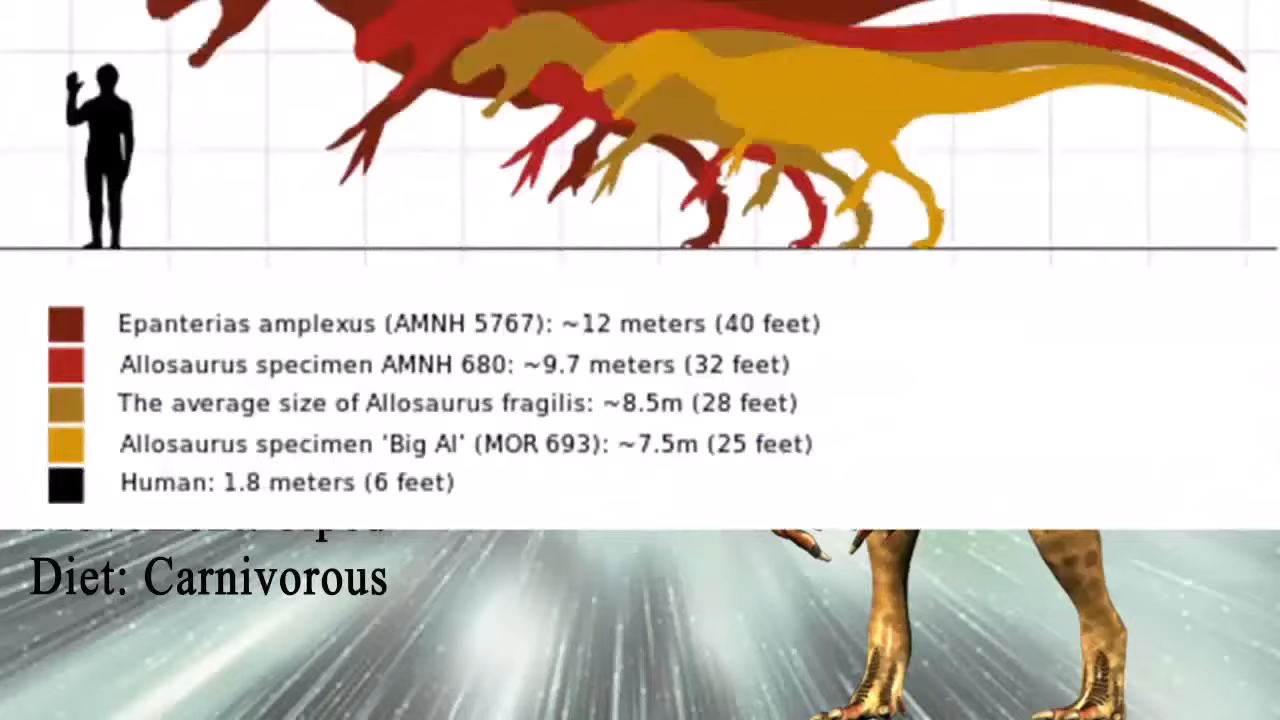 Epanterias amplexus (AMNH 5767): ~12 meters (40 feet)
Allosaurus specimen AMNH 680: ~9.7 meters (32 feet)
The average size of Allosaurus fragilis: ~8.5m (28 feet)
Allosaurus specimen 'Big Al' (MOR 693): ~7.5m (25 feet)
Human: 1.8 meters (6 feet)
Diet: Carnivorous